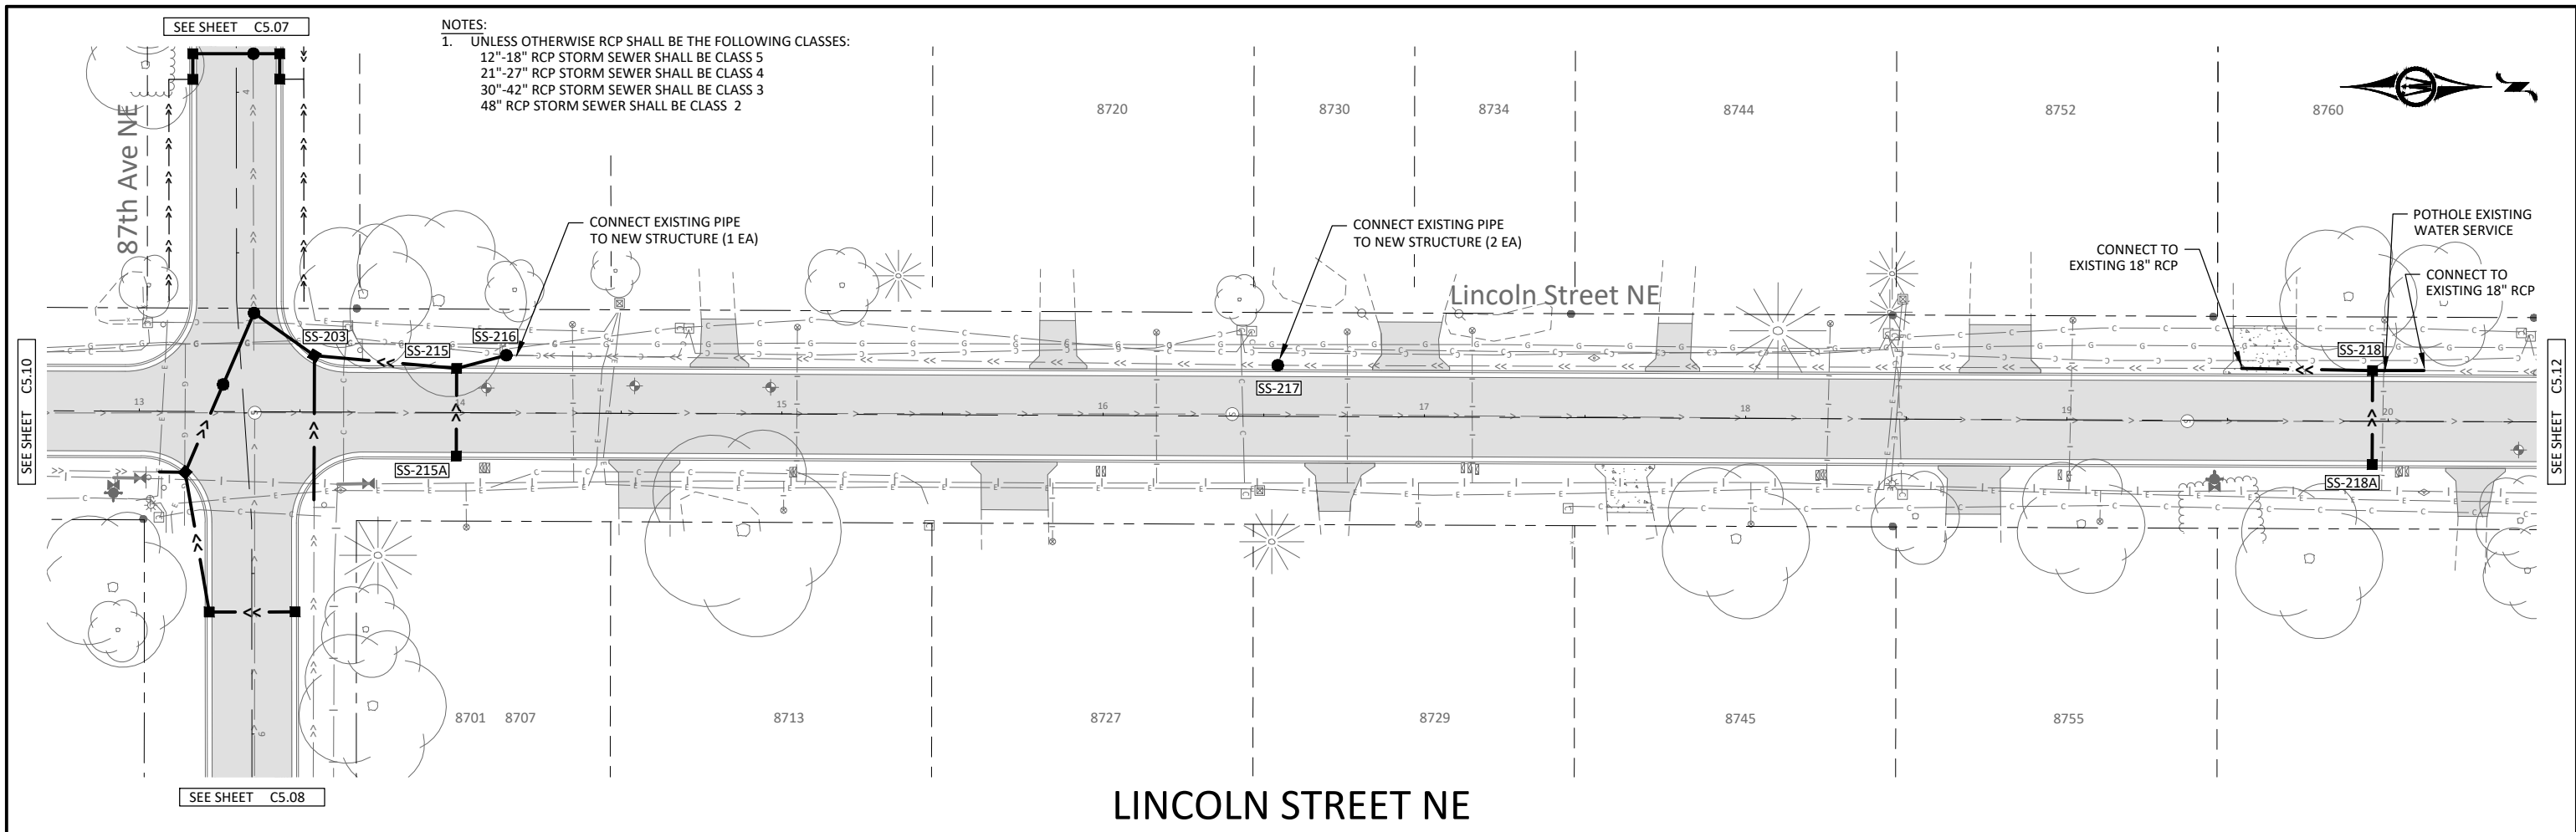 SEE SHEET C5.07
NOTES:
1. UNLESS OTHERWISE RCP SHALL BE THE FOLLOWING CLASSES:
12"-18" RCP STORM SEWER SHALL BE CLASS 5
21"-27" RCP STORM SEWER SHALL BE CLASS 4
30"-42" RCP STORM SEWER SHALL BE CLASS 3
48" RCP STORM SEWER SHALL BE CLASS 2
8720
8730
8734
8744
8752
8760
87th Ave NE
CONNECT EXISTING PIPE
TO NEW STRUCTURE (1 EA)
CONNECT EXISTING PIPE
TO NEW STRUCTURE (2 EA)
CONNECT TO
EXISTING 18" RCP
POTHOLE EXISTING
WATER SERVICE
CONNECT TO
EXISTING 18" RCP
Lincoln Street NE
SS-203
SS-215
SS-216
SS-217
SS-218
SEE SHEET C5.10
SEE SHEET C5.12
13
14
15
16
17
18
19
20
SS-215A
SS-218A
8701 8707
8713
8727
8729
8745
8755
SEE SHEET C5.08
LINCOLN STREET NE